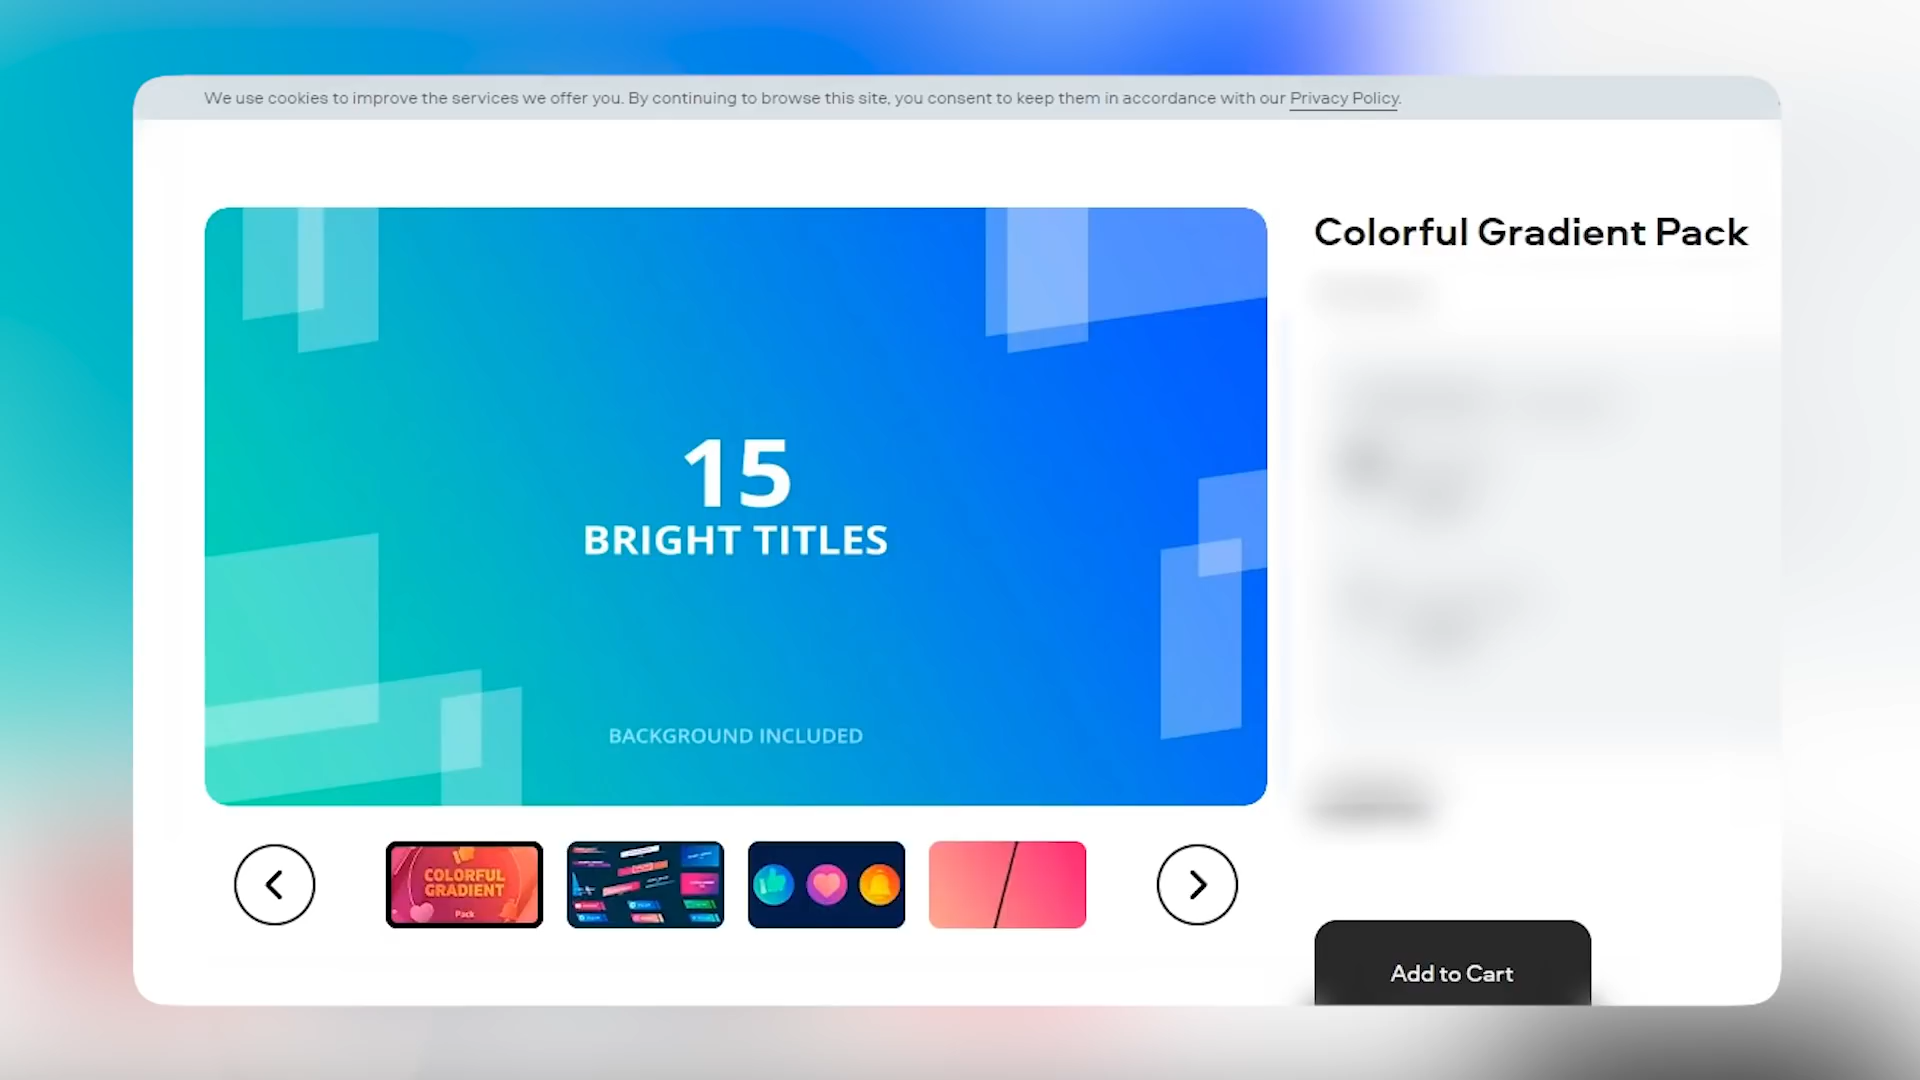 We use cookies to improve the services we offer you. By continuing to browse this site, you consent to keep them in accordance with our Privacy Policy.
Colorful Gradient Pack
15
BRIGHT TITLES
BACKGROUND INCLUDED
COLORFUL
GRADIENT
Pack
Add to Cart